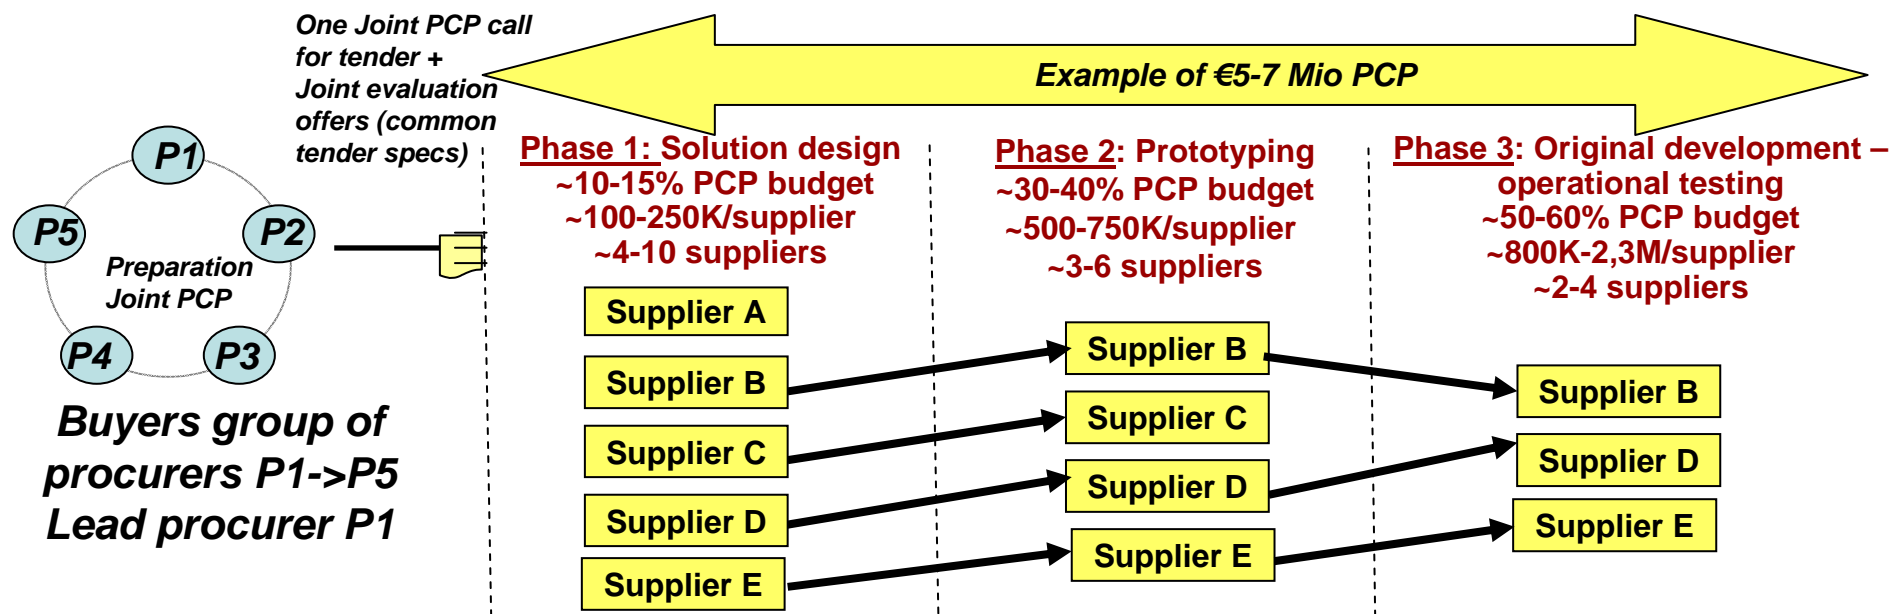 One Joint PCP call
for tender +
Joint evaluation
offers (common
tender specs)
Example of €5-7 Mio PCP
P1
P5
P2
Preparation
Joint PCP
P4
P3
Buyers group of
procurers P1->P5
Lead procurer P1
Phase 1: Solution design
~10-15% PCP budget
~100-250K/supplier
~4-10 suppliers
Supplier A
Supplier B
Supplier C
Supplier D
Supplier E
Phase 2: Prototyping
~30-40% PCP budget
~500-750K/supplier
~3-6 suppliers
Supplier B
Supplier C
Supplier D
Supplier E
Phase 3: Original development –
operational testing
~50-60% PCP budget
~800K-2,3M/supplier
~2-4 suppliers
Supplier B
Supplier D
Supplier E